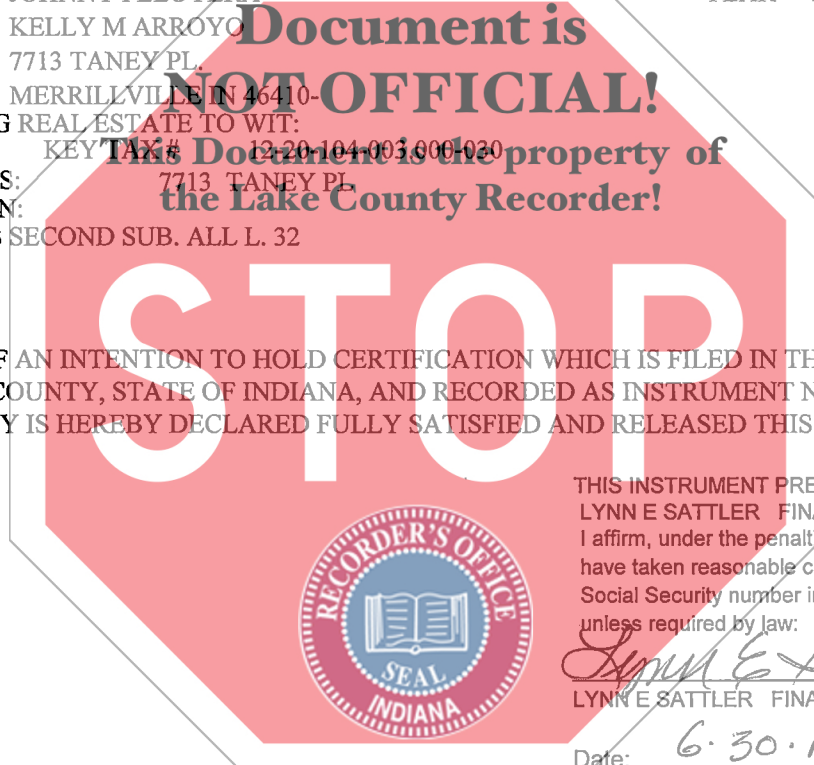 KELLY M ARROYO
7713 TANEY PL.
MERRILLVILLE IN 46410-
G REAL ESTATE TO WIT:
KEY TAX # 12-20-104-003.000-030
S: 7713 TANEY PL
N:
SECOND SUB. ALL L. 32
Document is
NOT OFFICIAL!
This Document is the property of
the Lake County Recorder!
STOP
F AN INTENTION TO HOLD CERTIFICATION WHICH IS FILED IN TH
COUNTY, STATE OF INDIANA, AND RECORDED AS INSTRUMENT N
Y IS HEREBY DECLARED FULLY SATISFIED AND RELEASED THIS
THIS INSTRUMENT PRE
LYNN E SATTLER FINA
I affirm, under the penalt
have taken reasonable c
Social Security number i
unless required by law:
Lynn E
LYNN E SATTLER FINA
Date: 6.30.1
RECORDER'S OFFICE
SEAL
INDIANA